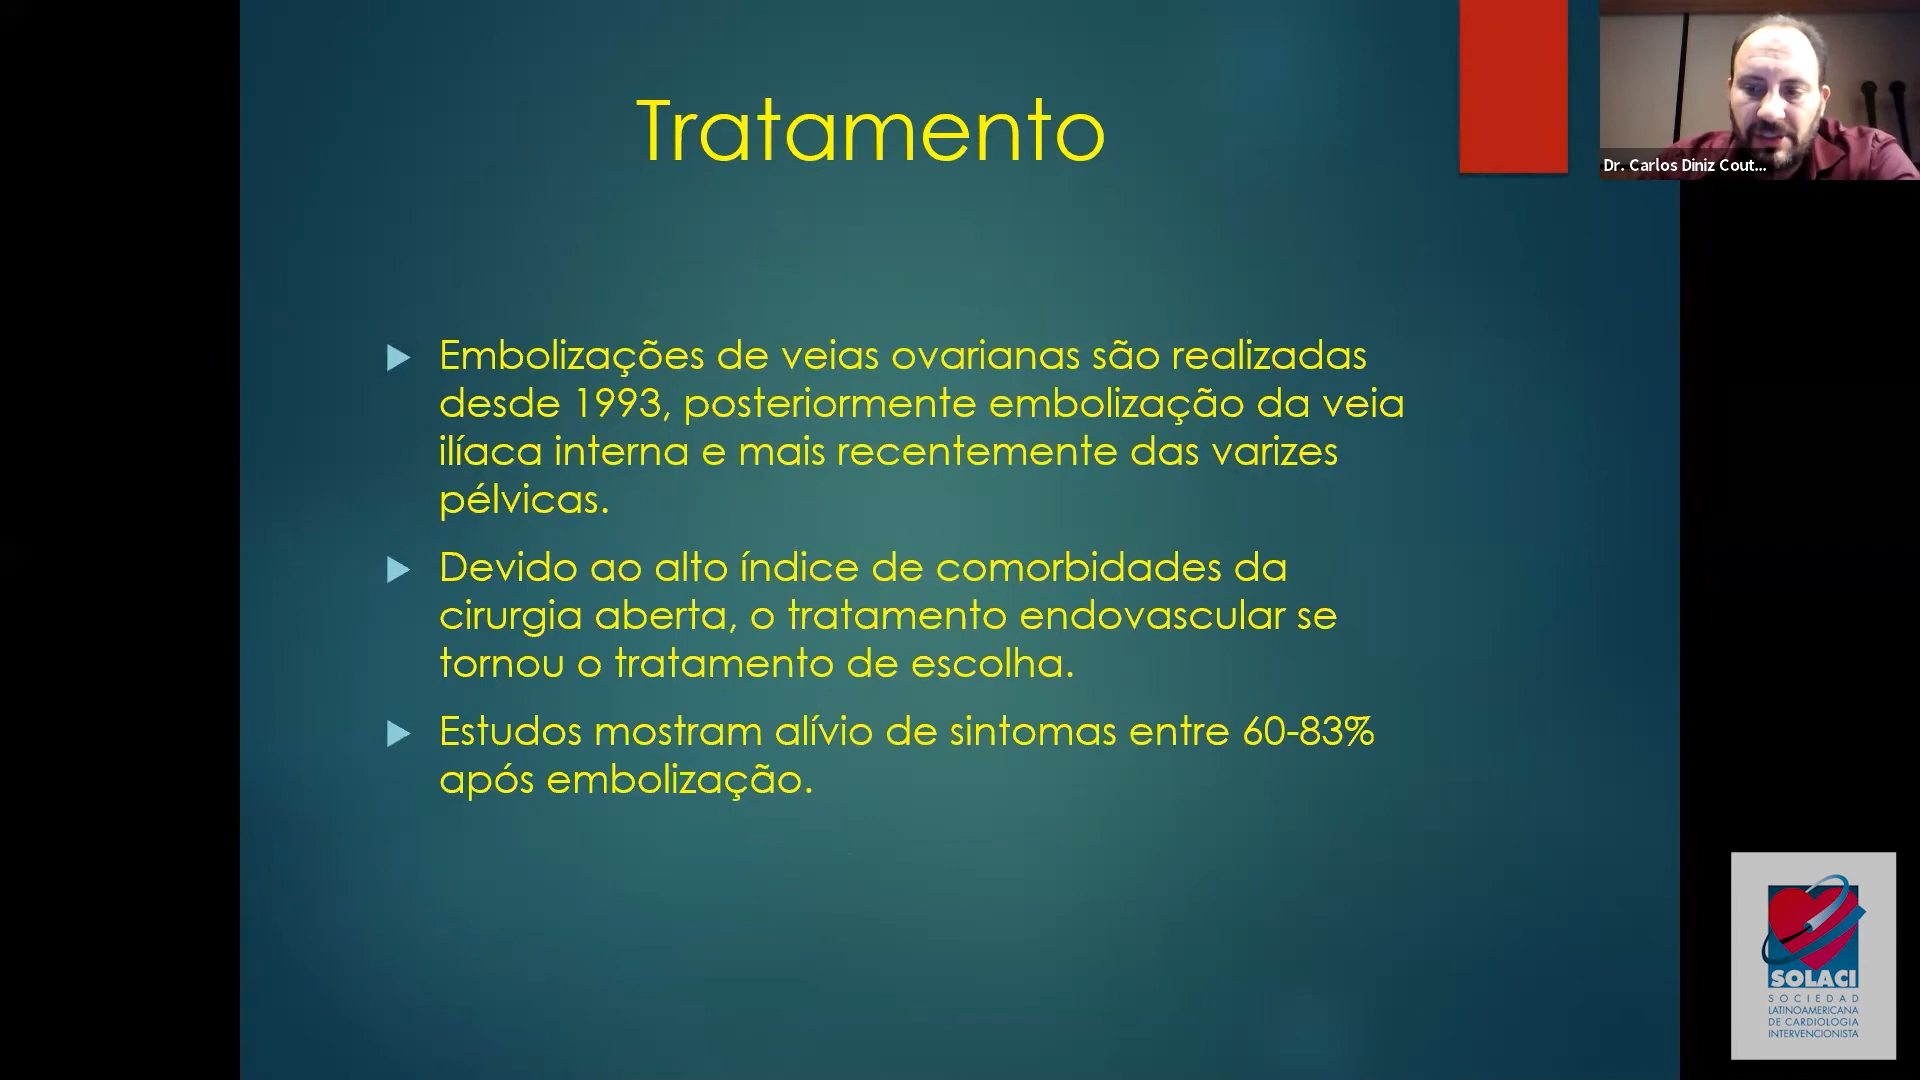 Tratamento
Dr. Carlos Diniz Cout...
Embolizações de veias ovarianas são realizadas
desde 1993, posteriormente embolização da veia
ilíaca interna e mais recentemente das varizes
pélvicas.
Devido ao alto índice de comorbidades da
cirurgia aberta, o tratamento endovascular se
tornou o tratamento de escolha.
Estudos mostram alívio de sintomas entre 60-83%
após embolização.
SOLACI
SOCIEDAD
LATINOAMERICANA
DE CARDIOLOGIA
INTERVENCIONISTA